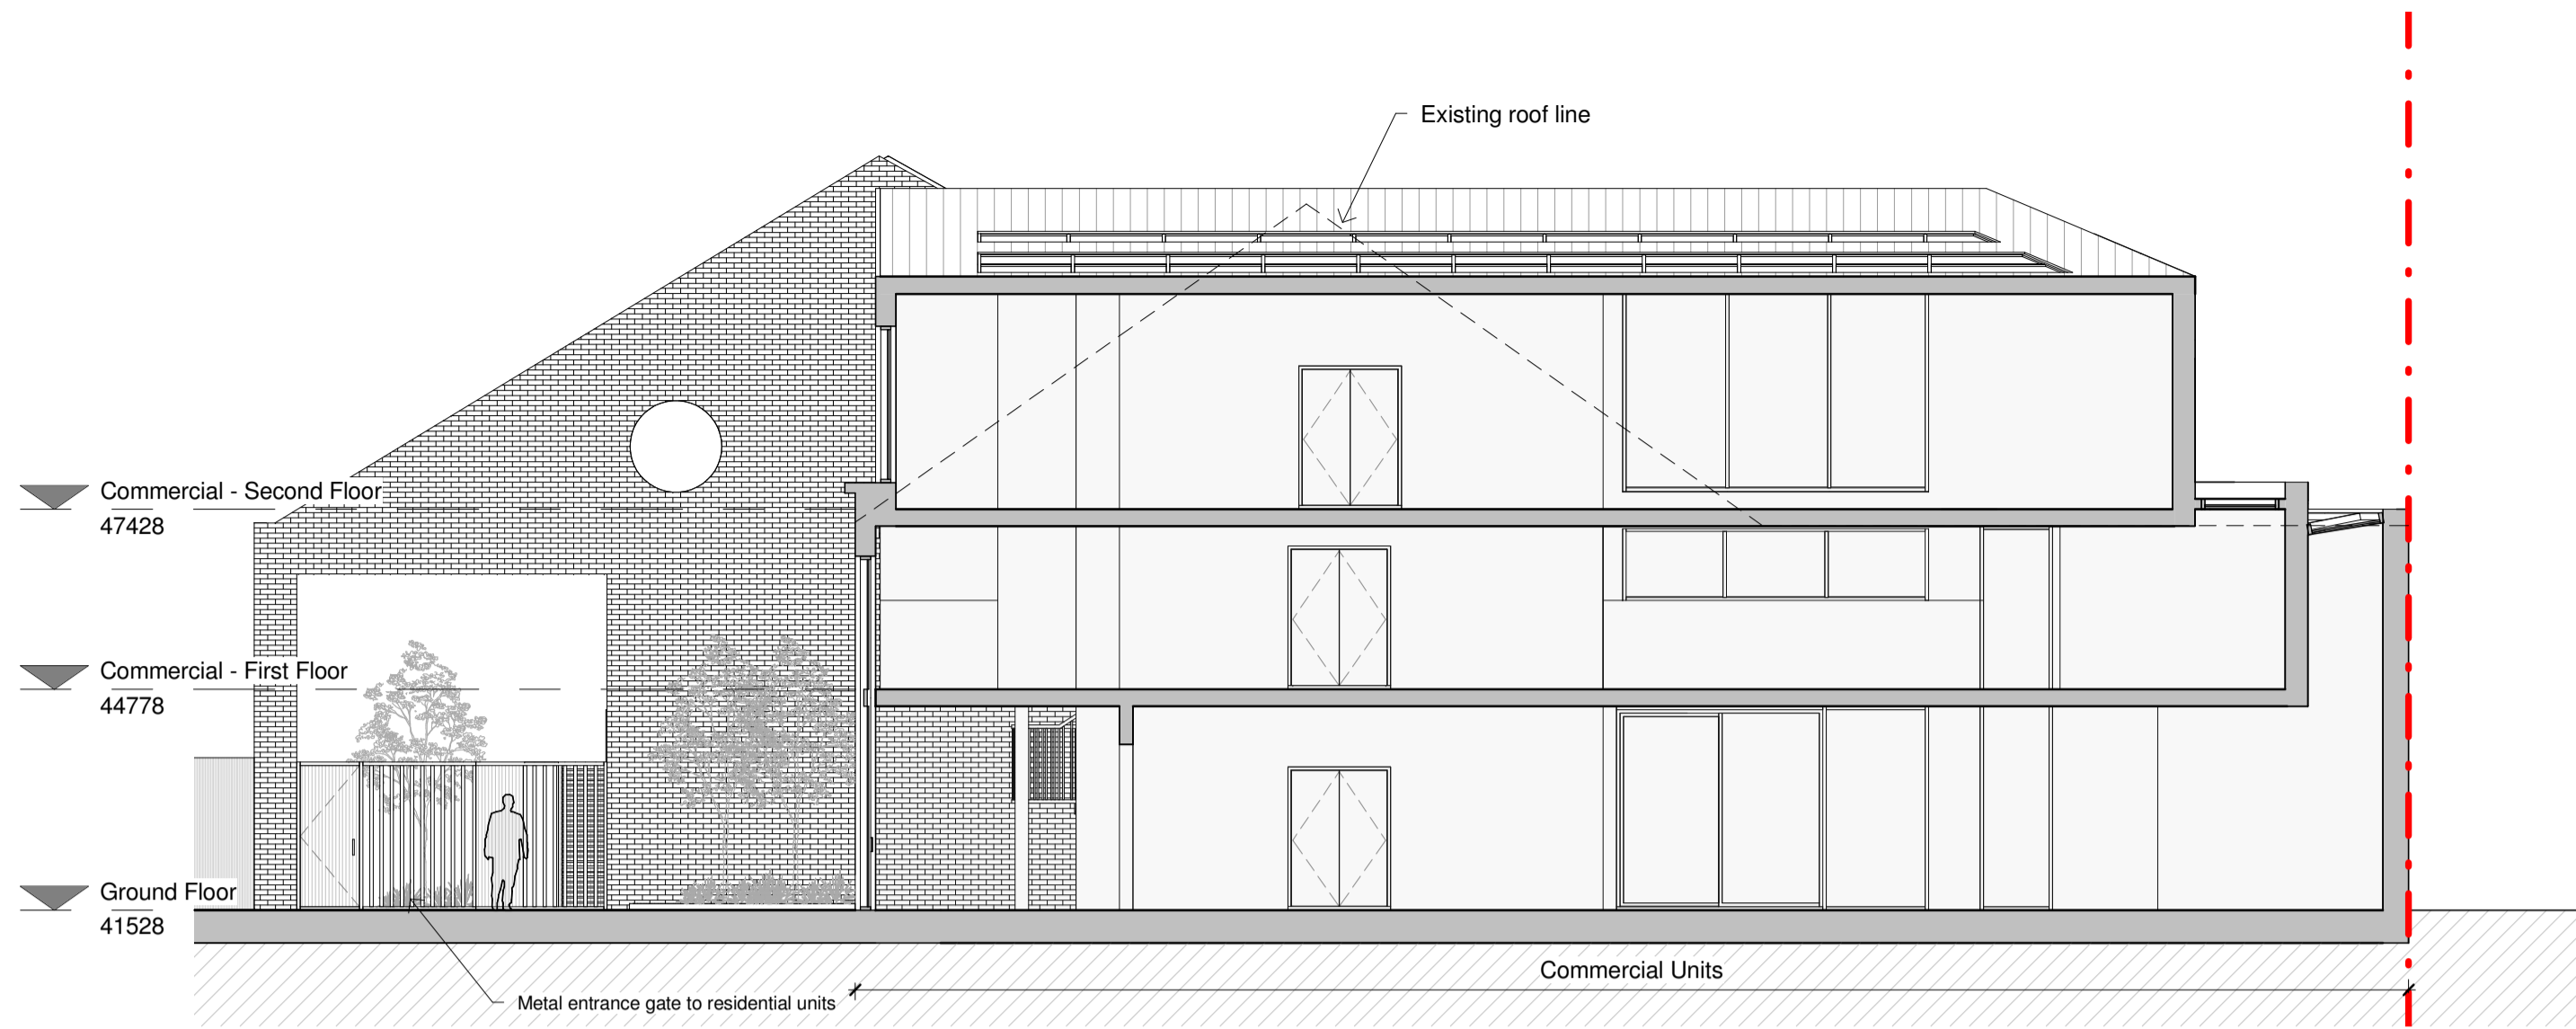 Existing roof line
Commercial - Second Floor
47428
Commercial - First Floor
44778
Ground Floor
41528
Commercial Units
Metal entrance gate to residential units